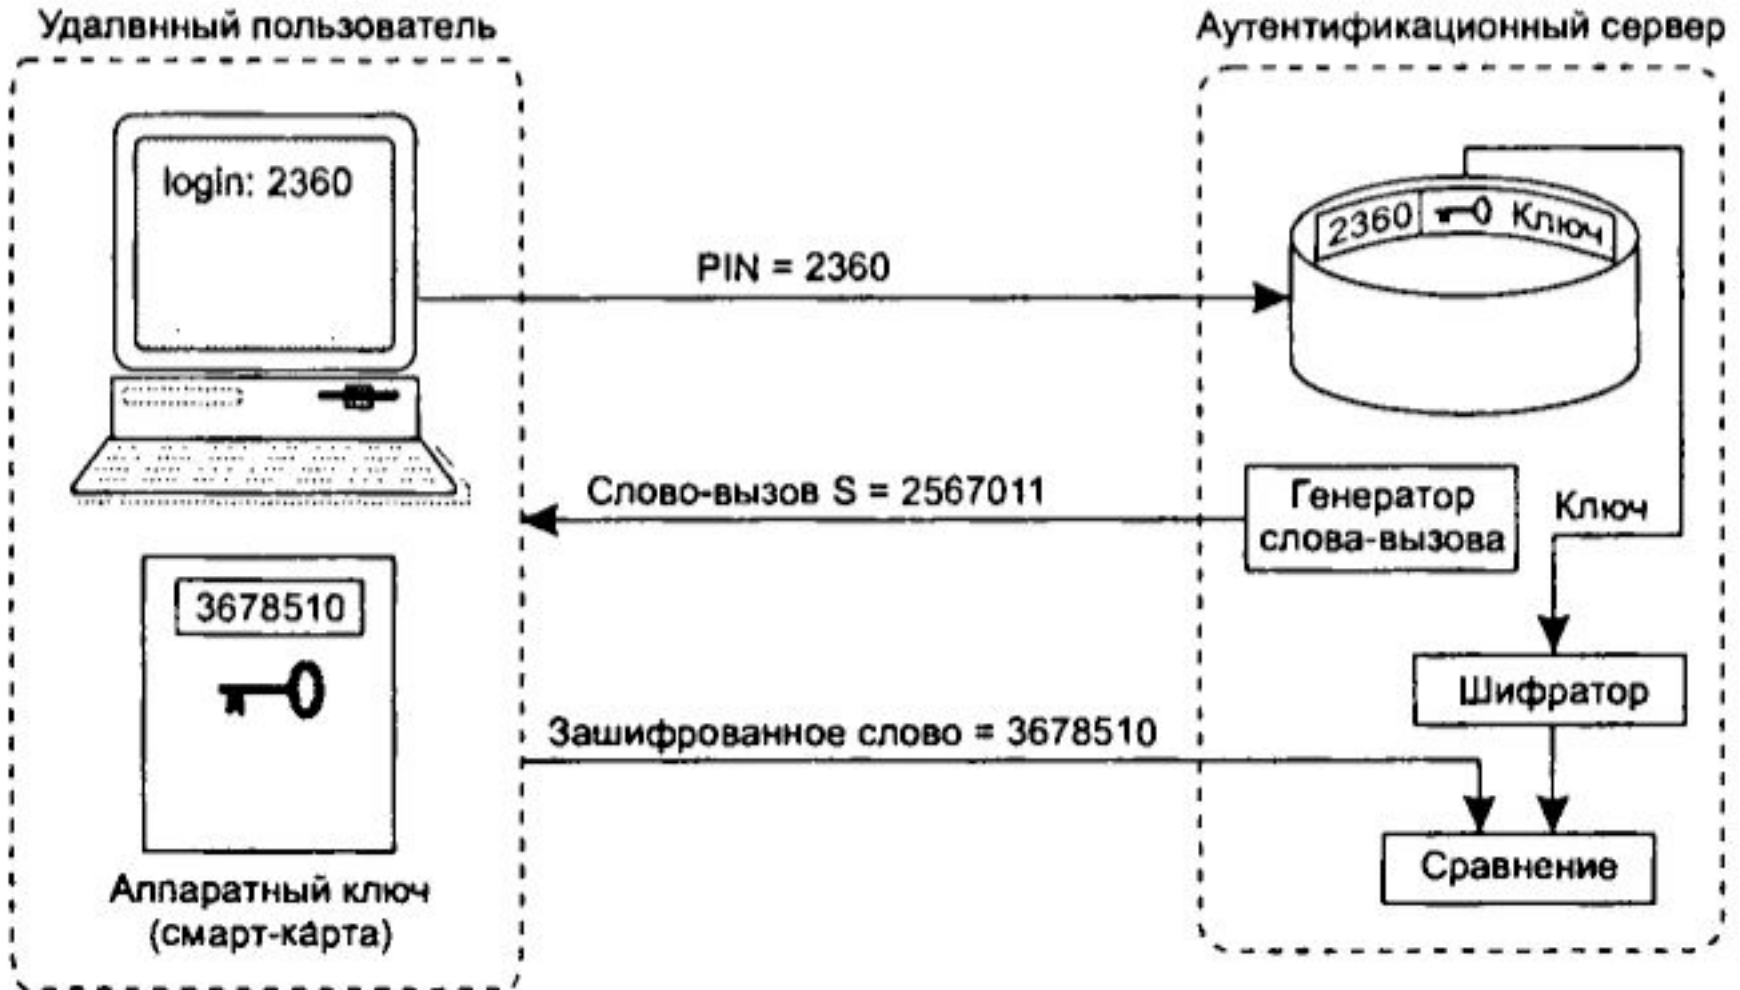 Удалвнный пользователь
Аутентификационный сервер
login: 2360
2360 Ключ
PIN = 2360
Слово-вызов S = 2567011
Генератор
слова-вызова
Ключ
3678510
Шифратор
Зашифрованное слово = 3678510
Сравнение
Аппаратный ключ
(смарт-карта)